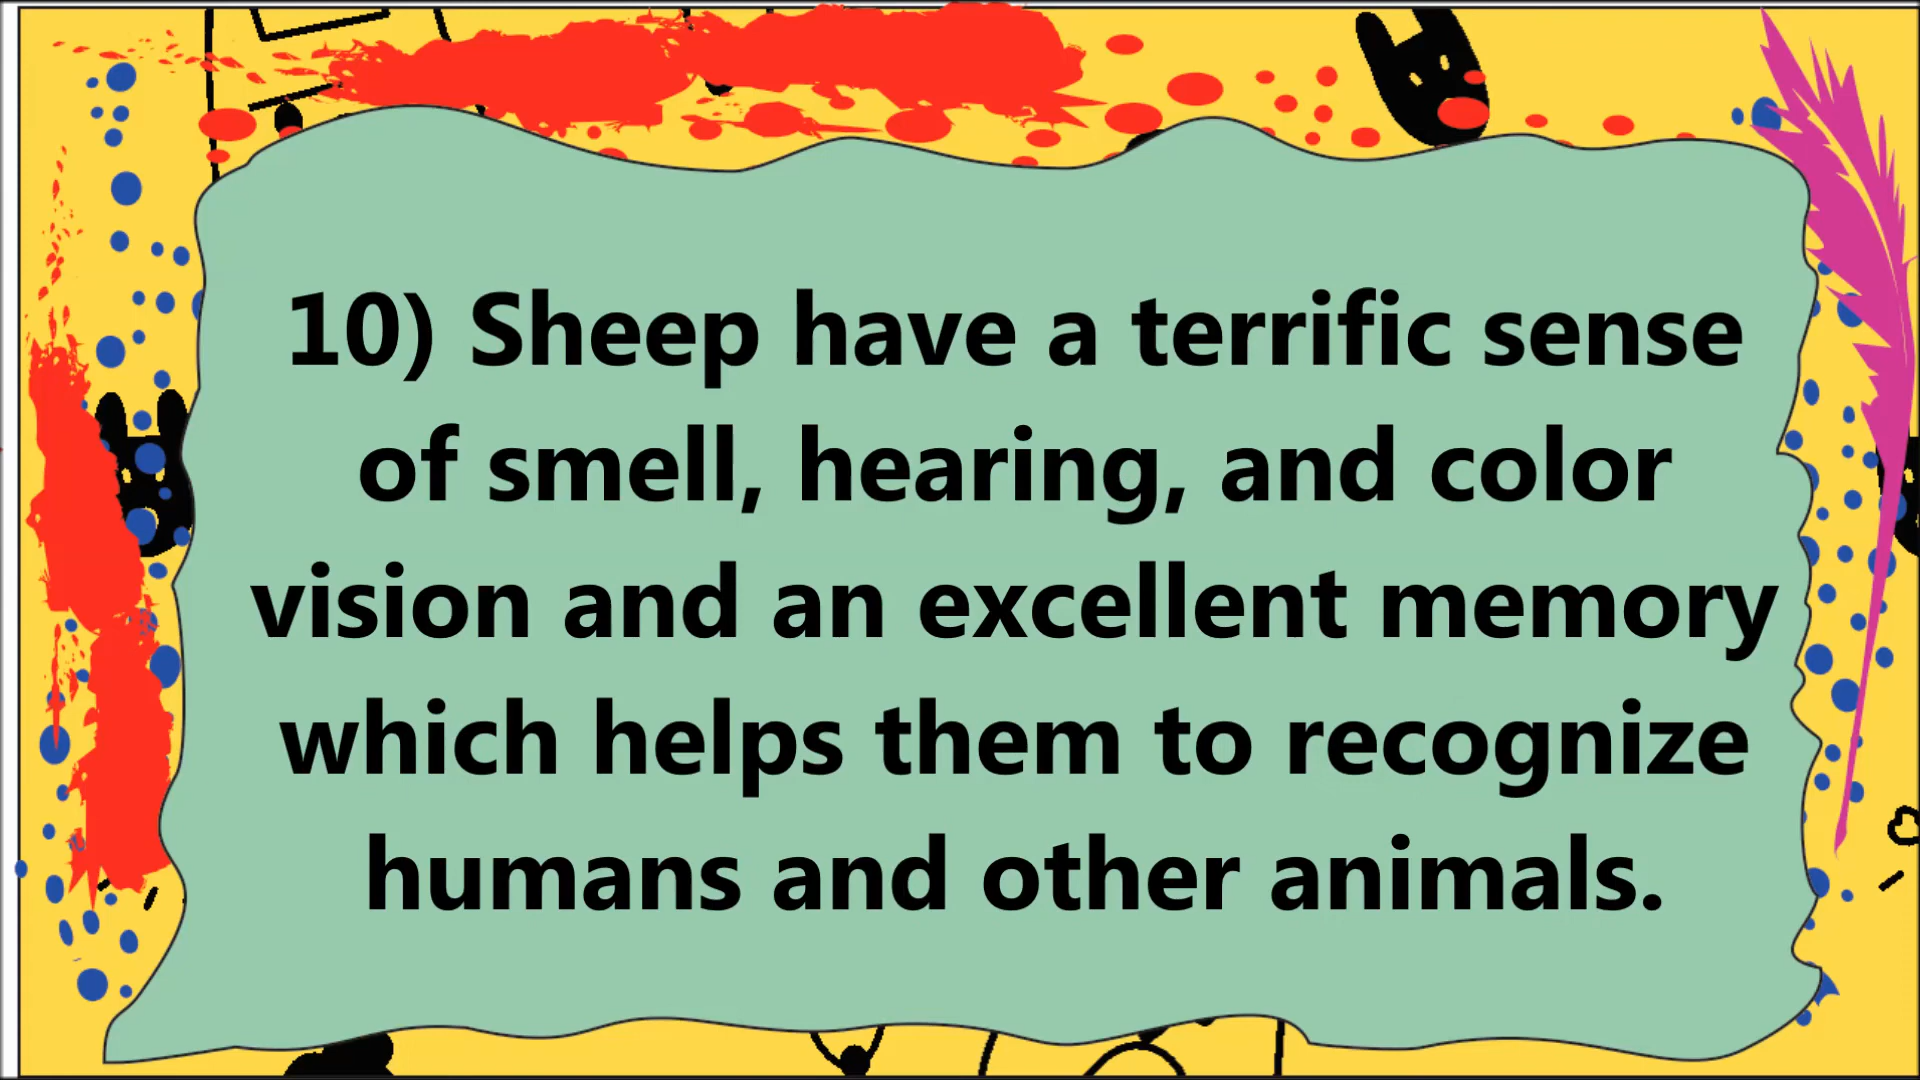 10) Sheep have a terrific sense
of smell, hearing, and color
vision and an excellent memory
which helps them to recognize
humans and other animals.